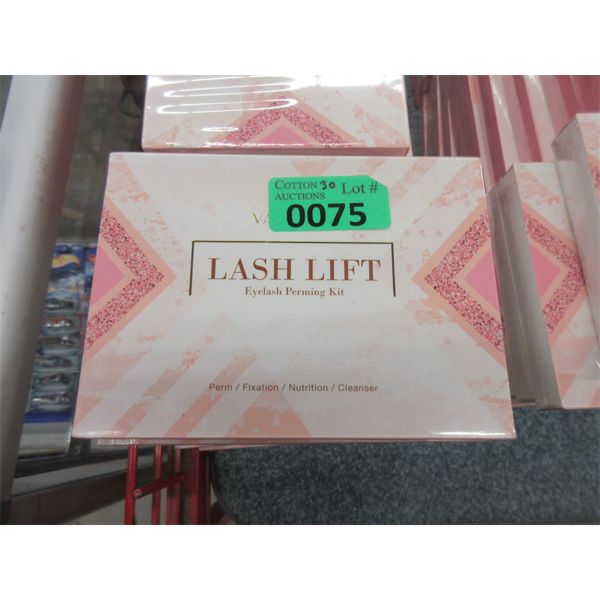 COTTON 30 Lot #
AUCTIONS
0075
LASH LIFT
Eyelash Perming Kit
Perm / Fixation / Nutrition / Cleanser